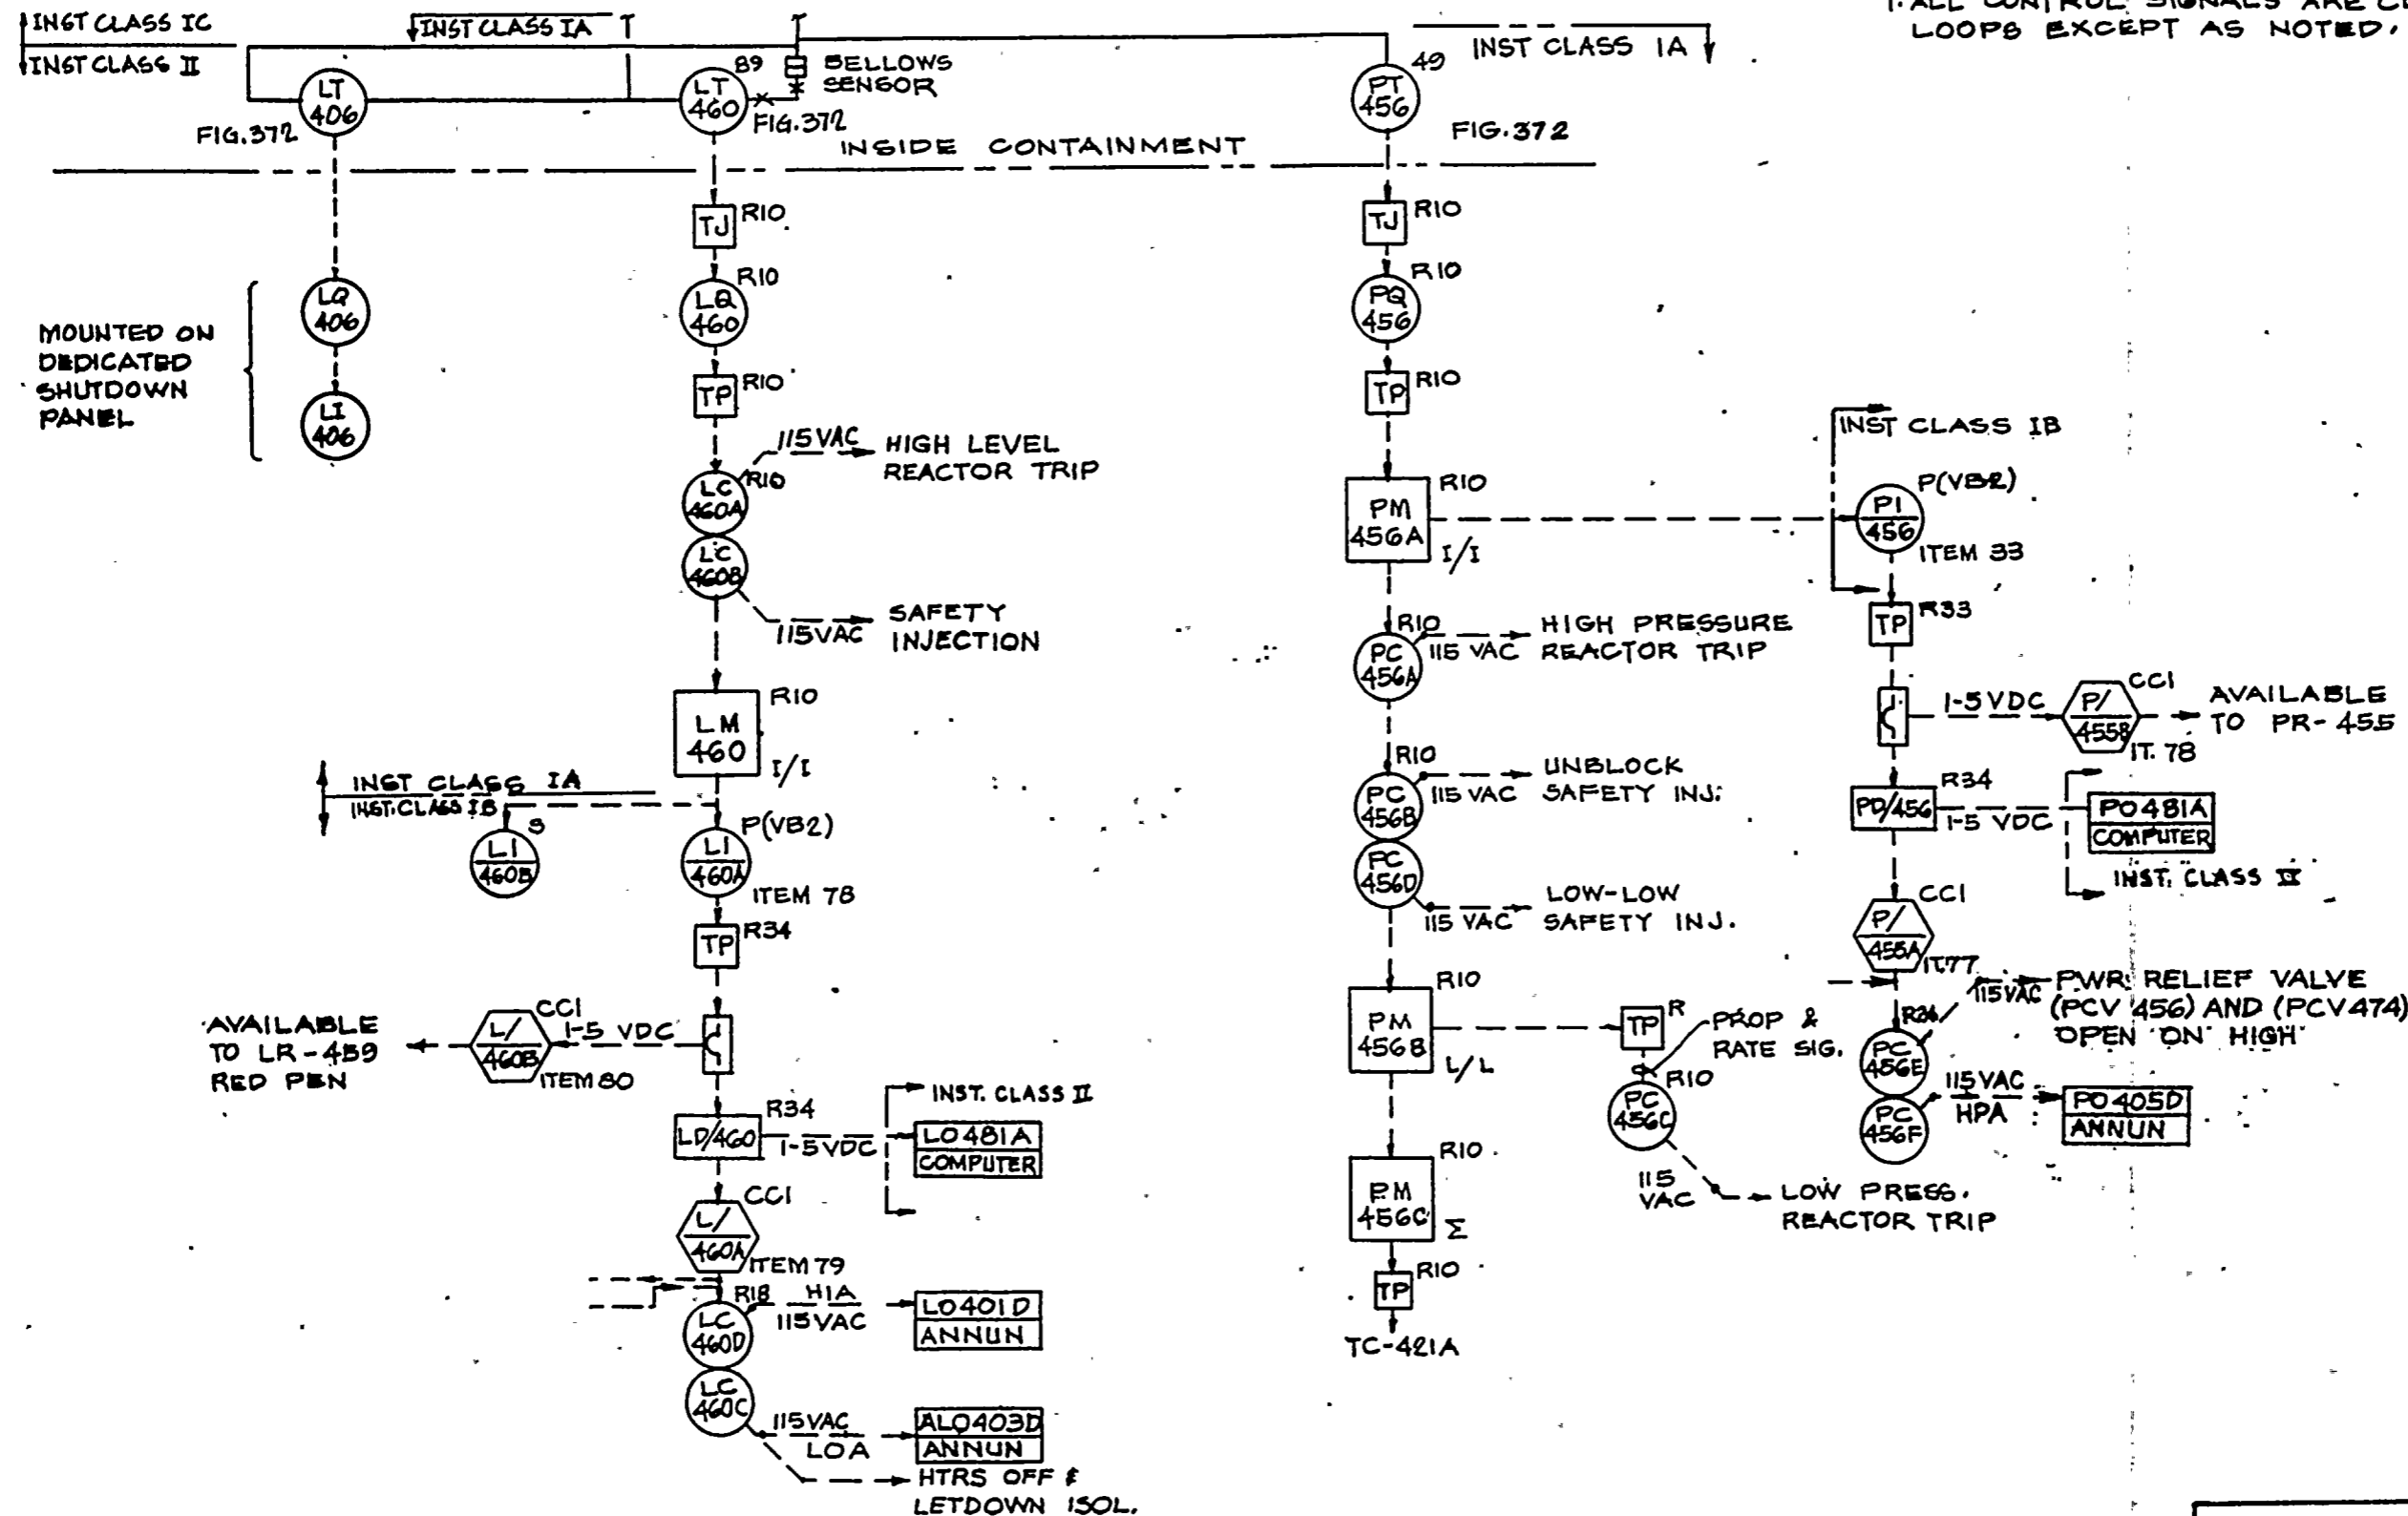 INST CLASS IC
INST CLASS II
INST CLASS IA
LT
406
FIG.372
LT
460
89
BELLOWS
SENSOR
FIG.372
PT
456
49
INST CLASS IA
FIG.372
1. ALL CONTROL SIGNALS ARE
LOOPS EXCEPT AS NOTED.
INSIDE CONTAINMENT
MOUNTED ON
DEDICATED
SHUTDOWN
PANEL
LQ
406
LI
406
TJ
R10
LQ
460
R10
TP
R10
LC
460A
R10
115VAC
HIGH LEVEL
REACTOR TRIP
LC
460B
115VAC
SAFETY
INJECTION
LM
460
R10
I/I
INST CLASS IA
INST. CLASS IB
LI
460B
S
LI
460A
P(VB2)
ITEM 78
TP
R34
AVAILABLE
TO LR-459
RED PEN
L/
460B
CCI
ITEM 80
1-5 VDC
LD/460
R34
1-5VDC
INST. CLASS II
LO481A
COMPUTER
L/
460A
CCI
ITEM 79
LC
460D
R18
HIA
115VAC
LO401D
ANNUN
LC
460C
115VAC
LOA
ALO403D
ANNUN
HTRS OFF &
LETDOWN ISOL.
TJ
R10
PQ
456
R10
TP
R10
PM
456A
R10
I/I
PC
456A
R10
115 VAC
HIGH PRESSURE
REACTOR TRIP
PC
456B
R10
115 VAC
UNBLOCK
SAFETY INJ.
PC
456D
115 VAC
LOW-LOW
SAFETY INJ.
PM
456B
R10
L/L
TP
R
PROP &
RATE SIG.
PC
456C
R10
115
VAC
LOW PRESS.
REACTOR TRIP
PM
456C
R10
Σ
TP
R10
TC-421A
INST CLASS IB
PI
456
P(VB2)
ITEM 33
TP
R33
1-5 VDC
P/
455B
CCI
IT. 78
AVAILABLE
TO PR-455
PD/456
R34
1-5 VDC
PO481A
COMPUTER
INST. CLASS II
P/
455A
CCI
IT.77
PC
456E
115VAC
PWR. RELIEF VALVE
(PCV 456) AND (PCV474)
OPEN ON HIGH
PC
456F
115VAC
HPA
PO405D
ANNUN